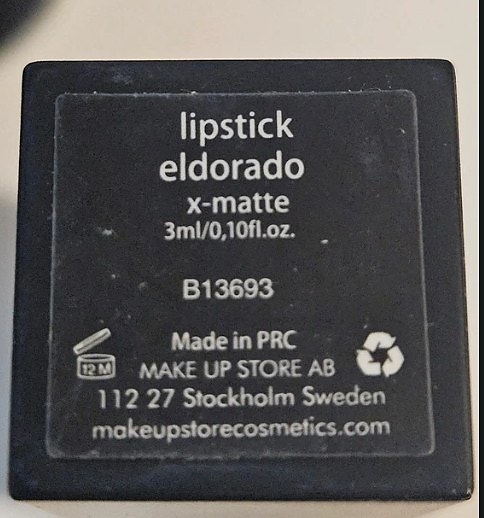 lipstick
eldorado
x-matte
3ml/0,10fl.oz.
B13693
Made in PRC
12 M
MAKE UP STORE AB
112 27 Stockholm Sweden
makeupstorecosmetics.com